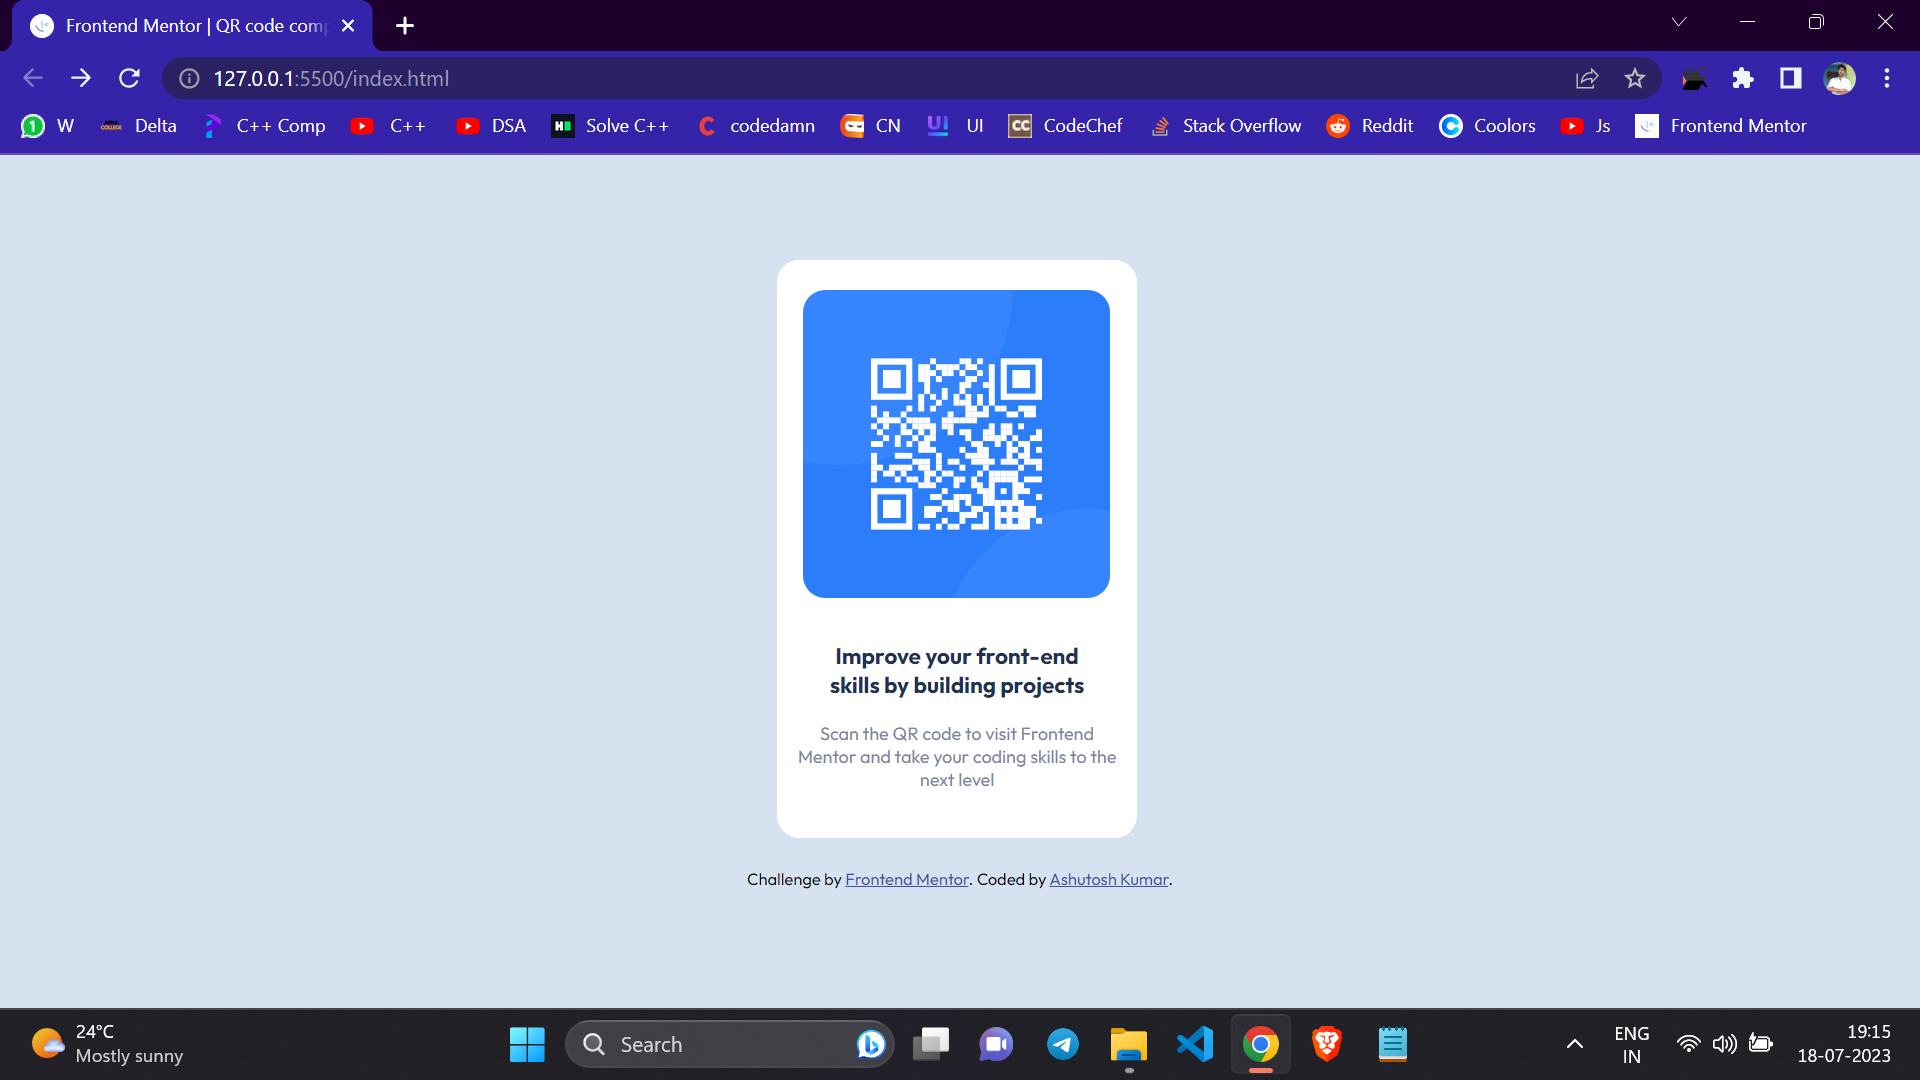 Frontend Mentor | QR code com
127.0.0.1:5500/index.html
W Delta C++ Comp C++ DSA Solve C++ codedamn CN UI CodeChef Stack Overflow Reddit Coolors Js Frontend Mentor
Improve your front-end
skills by building projects
Scan the QR code to visit Frontend
Mentor and take your coding skills to the
next level
Challenge by Frontend Mentor. Coded by Ashutosh Kumar.
24°C
Mostly sunny
Search
ENG
IN
19:15
18-07-2023